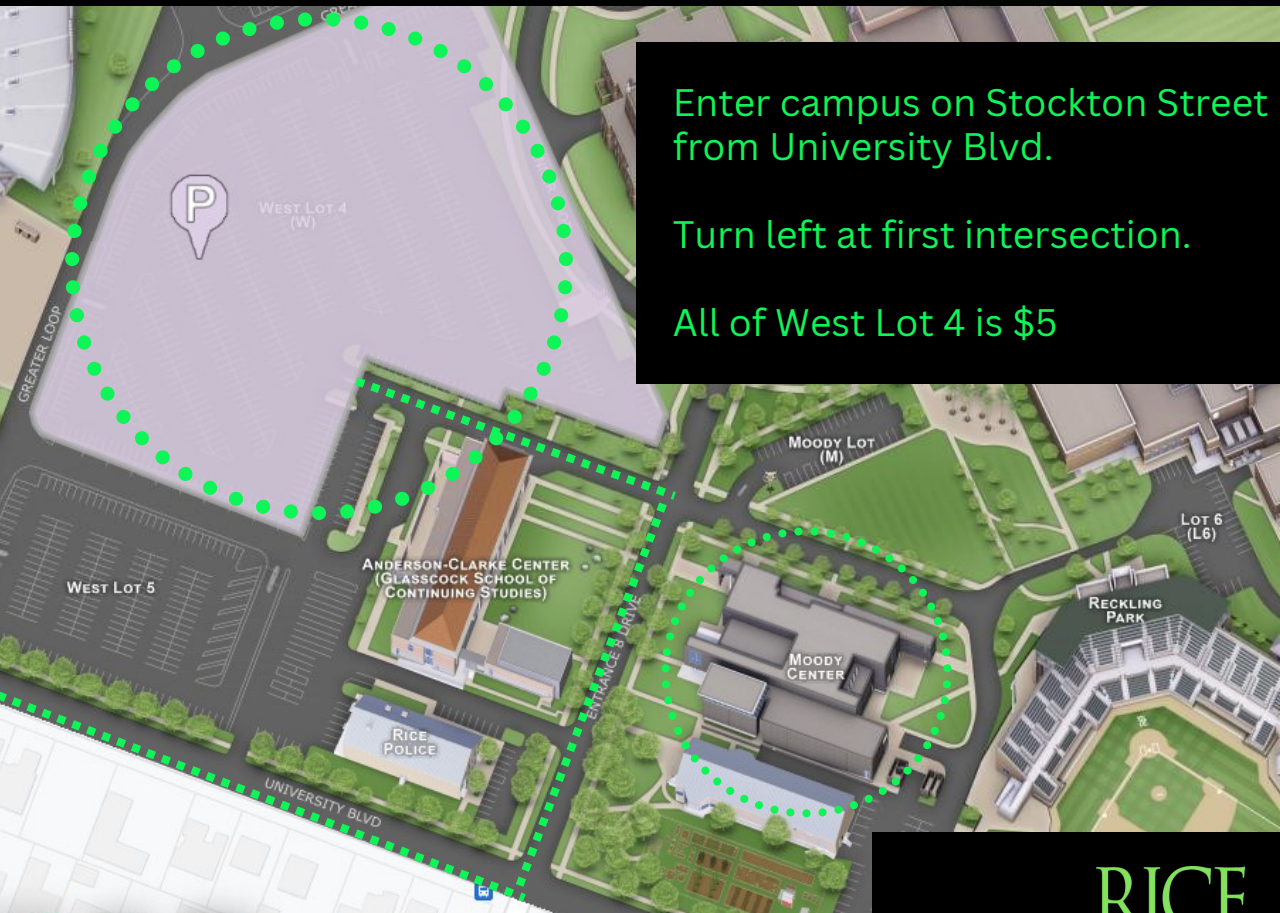 GREA
Enter campus on Stockton Street
from University Blvd.
Turn left at first intersection.
All of West Lot 4 is $5
P
WEST LOT 4
(W)
GREATER LOOP
MOODY LOT
(M)
LOT 6
(L6)
ANDERSON-CLARKE CENTER
(GLASSCOCK SCHOOL OF
CONTINUING STUDIES)
WEST LOT 5
RECKLING
PARK
ENTRANCE 8 DRIVE
MOODY
CENTER
RICE
POLICE
UNIVERSITY BLVD
RICE